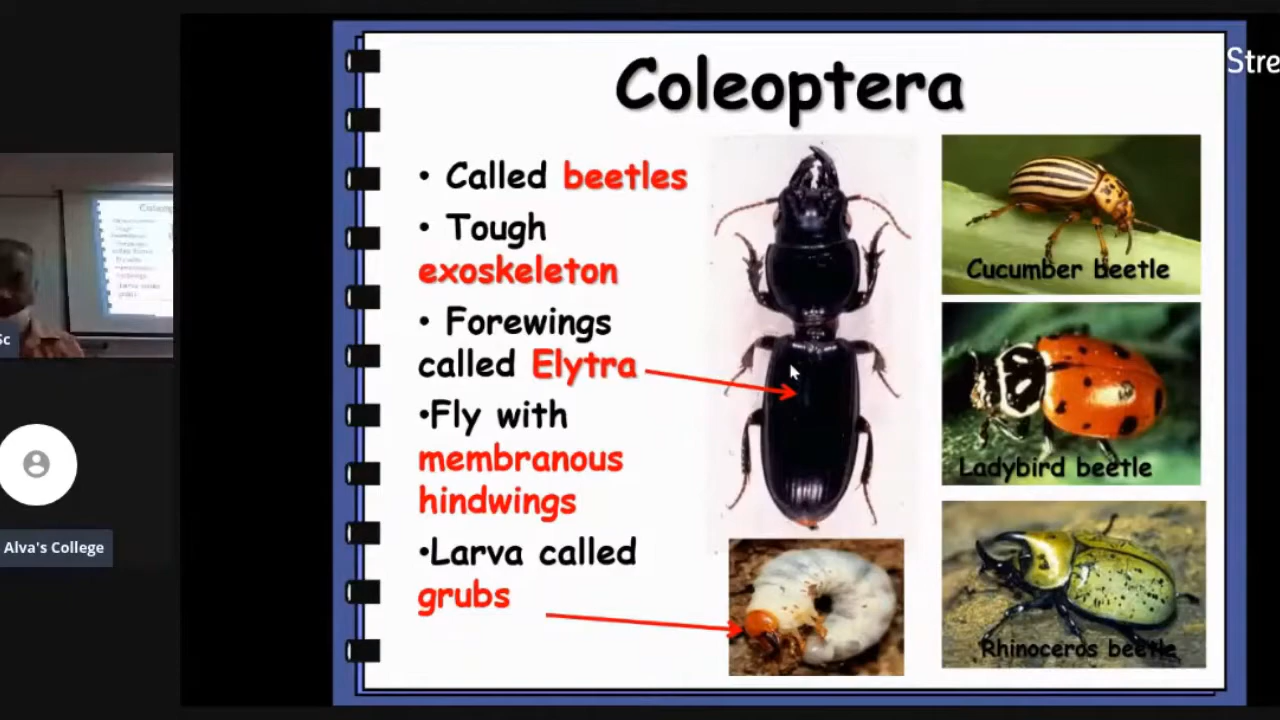 Coleoptera
Stre
• Called beetles
• Tough
exoskeleton
• Forewings
called Elytra
•Fly with
membranous
hindwings
•Larva called
grubs
Cucumber beetle
Ladybird beetle
Rhinoceros beetle
Sc
Alva's College